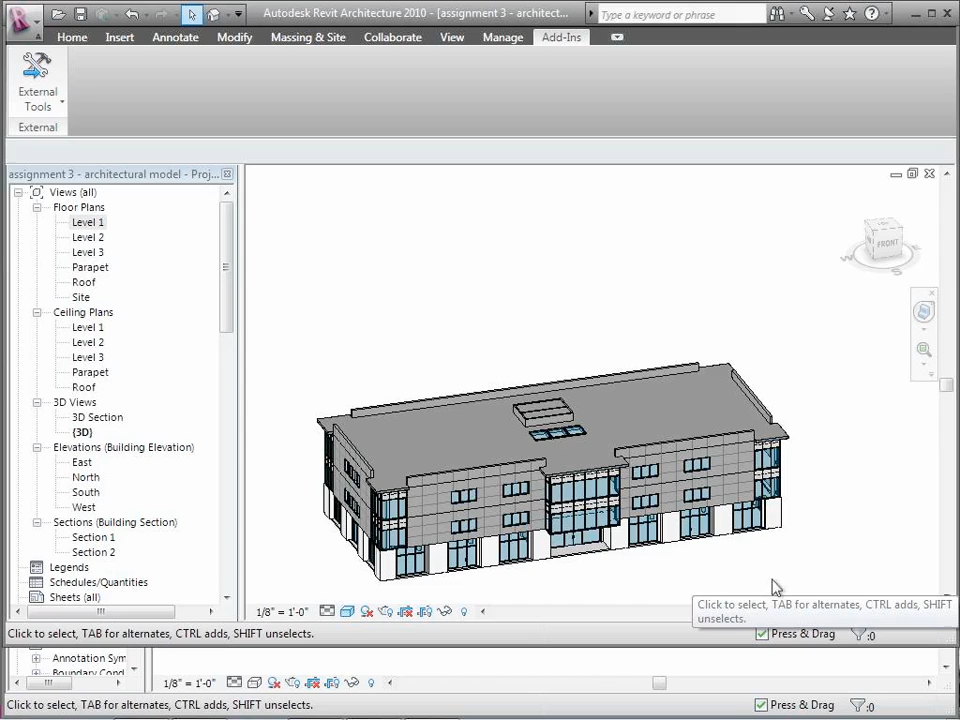 Autodesk Revit Architecture 2010 - [assignment 3 - architect...
Type a keyword or phrase
Home Insert Annotate Modify Massing & Site Collaborate View Manage Add-Ins
External
Tools
External
assignment 3 - architectural model - Proj...
Views (all)
Floor Plans
Level 1
Level 2
Level 3
Parapet
Roof
Site
Ceiling Plans
Level 1
Level 2
Level 3
Parapet
Roof
3D Views
3D Section
{3D}
Elevations (Building Elevation)
East
North
South
West
Sections (Building Section)
Section 1
Section 2
Legends
Schedules/Quantities
Sheets (all)
FRONT
W
S
1/8" = 1'-0"
Click to select, TAB for alternates, CTRL adds, SHIFT
unselects.
Click to select, TAB for alternates, CTRL adds, SHIFT unselects.
Press & Drag
:0
Annotation Sym
Boundary Cond
1/8" = 1'-0"
Click to select, TAB for alternates, CTRL adds, SHIFT unselects.
Press & Drag
:0